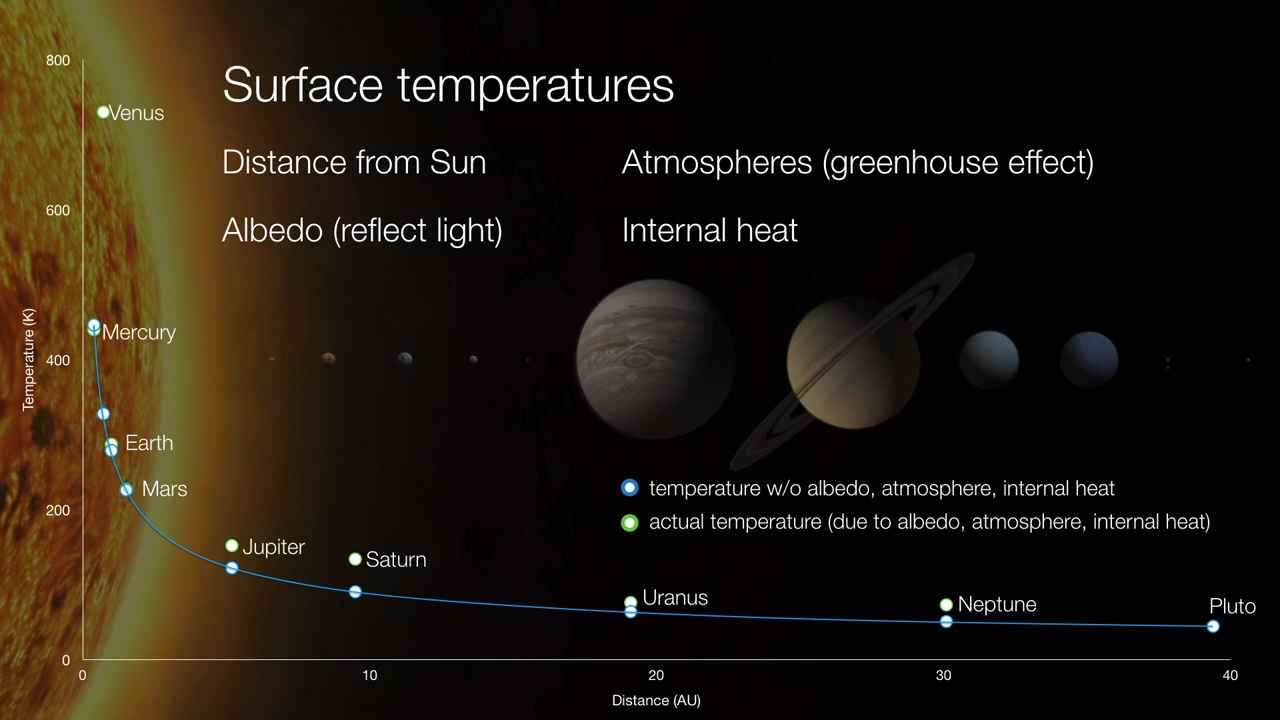 Surface temperatures
Distance from Sun
Atmospheres (greenhouse effect)
Albedo (reflect light)
Internal heat
800
600
400
200
0
Temperature (K)
Venus
Mercury
Earth
Mars
Jupiter
Saturn
Uranus
Neptune
Pluto
temperature w/o albedo, atmosphere, internal heat
actual temperature (due to albedo, atmosphere, internal heat)
0
10
20
30
40
Distance (AU)